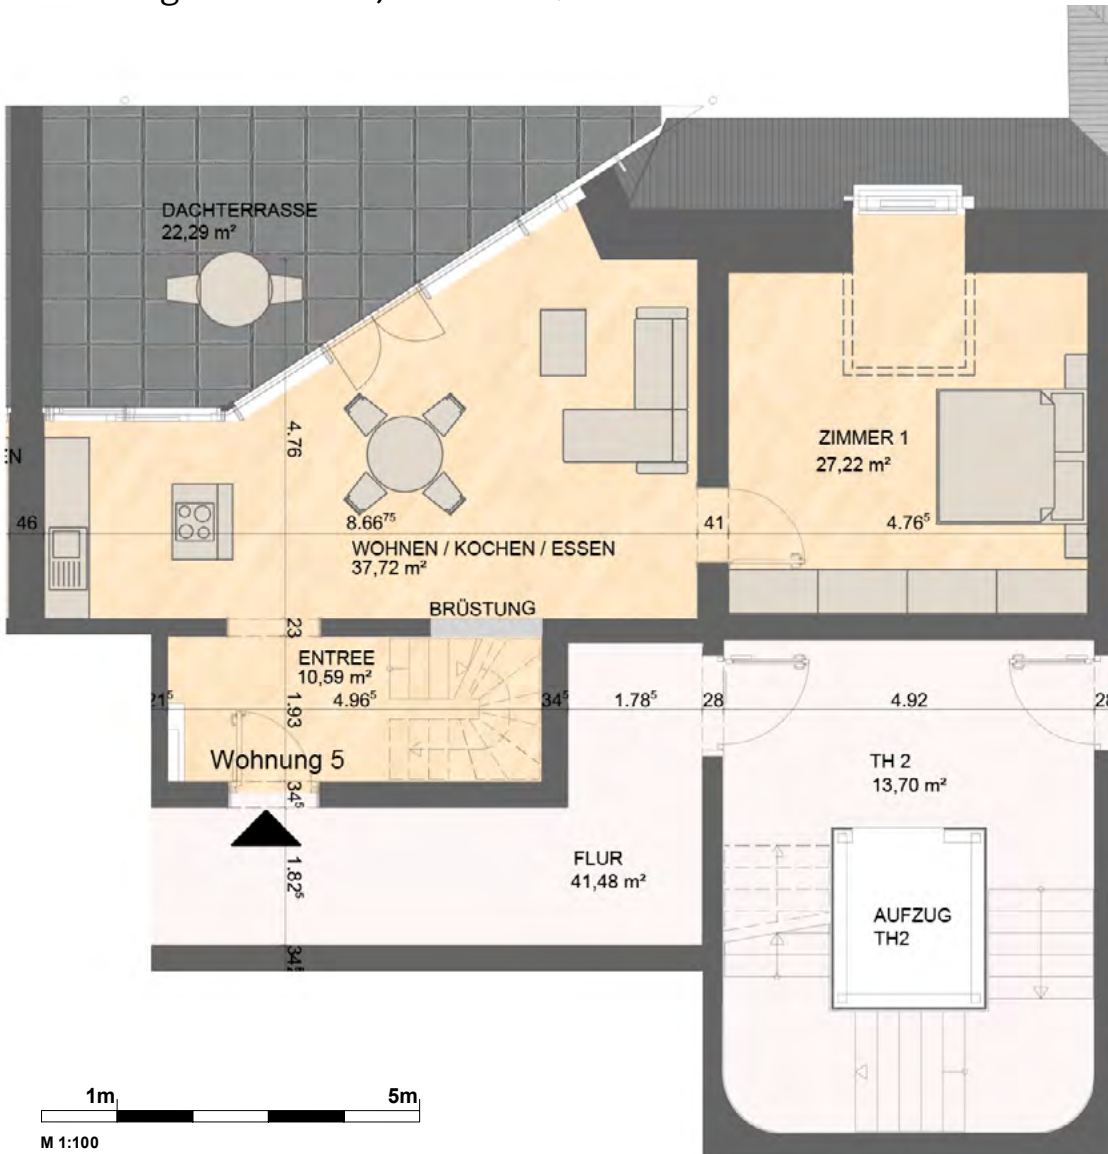 DACHTERRASSE
22,29 m²
ZIMMER 1
27,22 m²
4.76
EN
46
8.66⁷⁵
41
4.76⁵
WOHNEN / KOCHEN / ESSEN
37,72 m²
BRÜSTUNG
23
ENTREE
10,59 m²
21⁵
4.96⁵
34⁵
1.78⁵
28
4.92
28
1.93
Wohnung 5
TH 2
13,70 m²
34⁵
1.82⁵
FLUR
41,48 m²
AUFZUG
TH2
34⁵
1m
5m
M 1:100